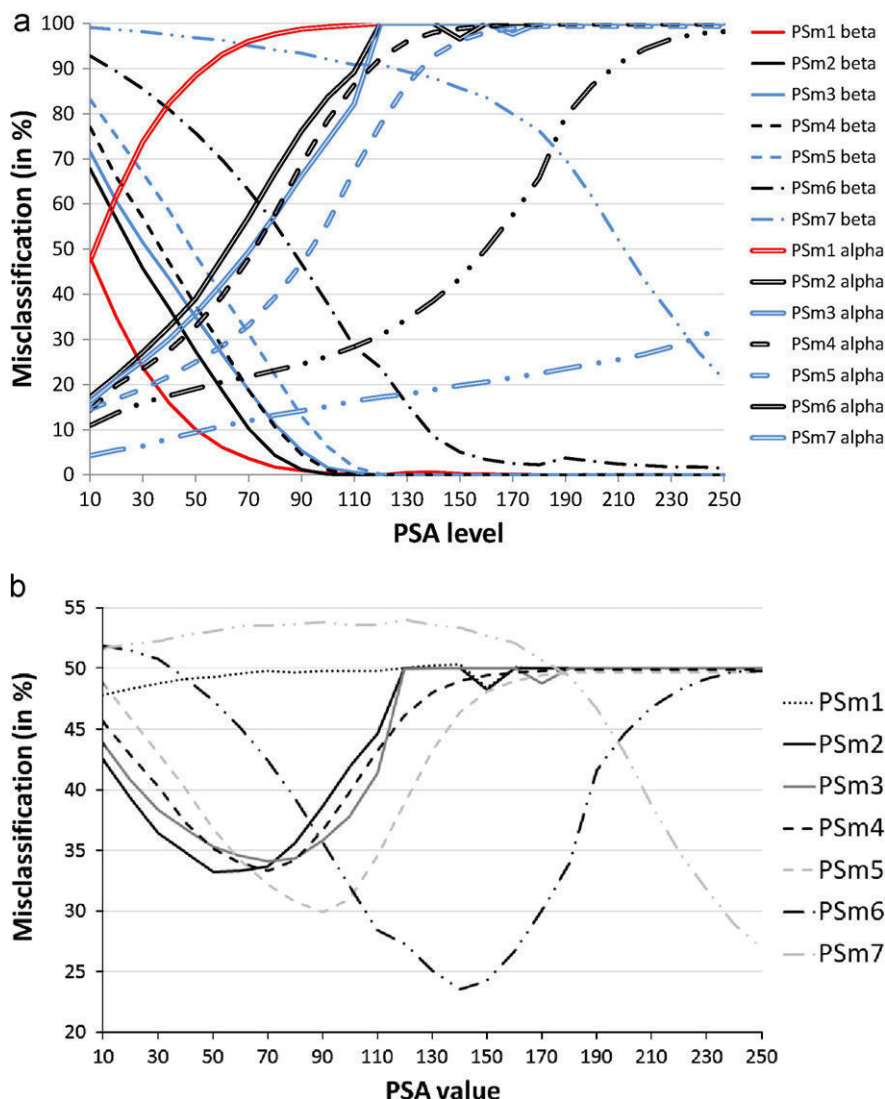 a
Misclassification (in %)
100
90
80
70
60
50
40
30
20
10
0
10 30 50 70 90 110 130 150 170 190 210 230 250
PSA level
PSm1 beta
PSm2 beta
PSm3 beta
PSm4 beta
PSm5 beta
PSm6 beta
PSm7 beta
PSm1 alpha
PSm2 alpha
PSm3 alpha
PSm4 alpha
PSm5 alpha
PSm6 alpha
PSm7 alpha
b
Misclassification (in %)
55
50
45
40
35
30
25
20
10 30 50 70 90 110 130 150 170 190 210 230 250
PSA value
PSm1
PSm2
PSm3
PSm4
PSm5
PSm6
PSm7